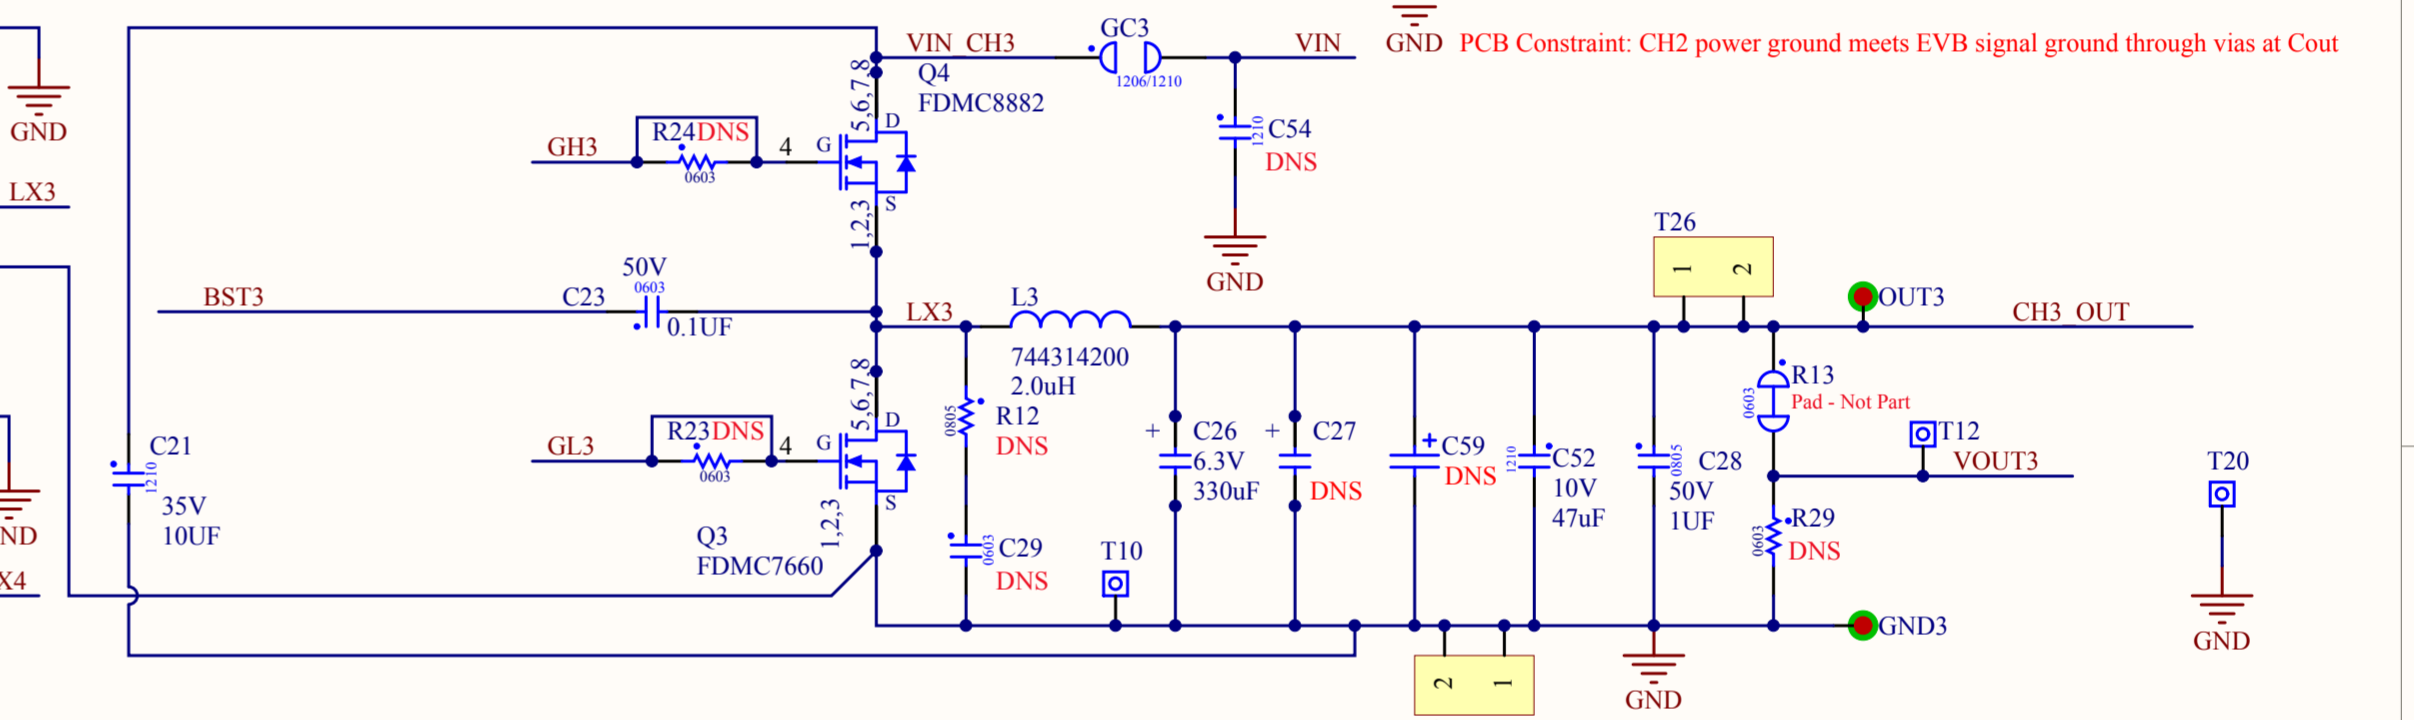 GND
LX3
ND
X4
VIN_CH3
GC3
1206/1210
VIN
GND
PCB Constraint: CH2 power ground meets EVB signal ground through vias at Cout
Q4
FDMC8882
5,6,7,8
D
GH3
R24DNS
0603
4
G
S
1,2,3
C54
1210
DNS
GND
BST3
C23
50V
0603
0.1UF
LX3
L3
744314200
2.0uH
T26
1
2
OUT3
CH3_OUT
5,6,7,8
D
GL3
R23DNS
0603
4
G
S
1,2,3
Q3
FDMC7660
C21
1210
35V
10UF
0805
R12
DNS
C29
0603
DNS
T10
+
C26
6.3V
330uF
+
C27
DNS
+
C59
DNS
1210
C52
10V
47uF
0805
C28
50V
1UF
R13
0603
Pad - Not Part
T12
VOUT3
R29
0603
DNS
T20
GND
GND3
2
1
GND